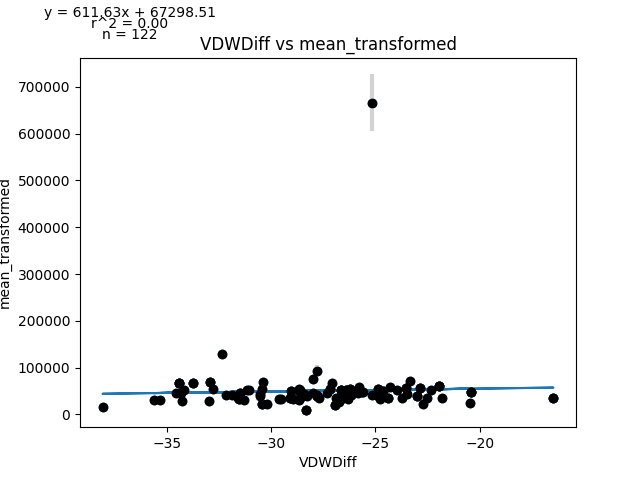 y = 611.63x + 67298.51
r^2 = 0.00
n = 122
VDWDiff vs mean_transformed
700000
600000
500000
400000
300000
200000
100000
0
mean_transformed
−35
−30
−25
−20
VDWDiff